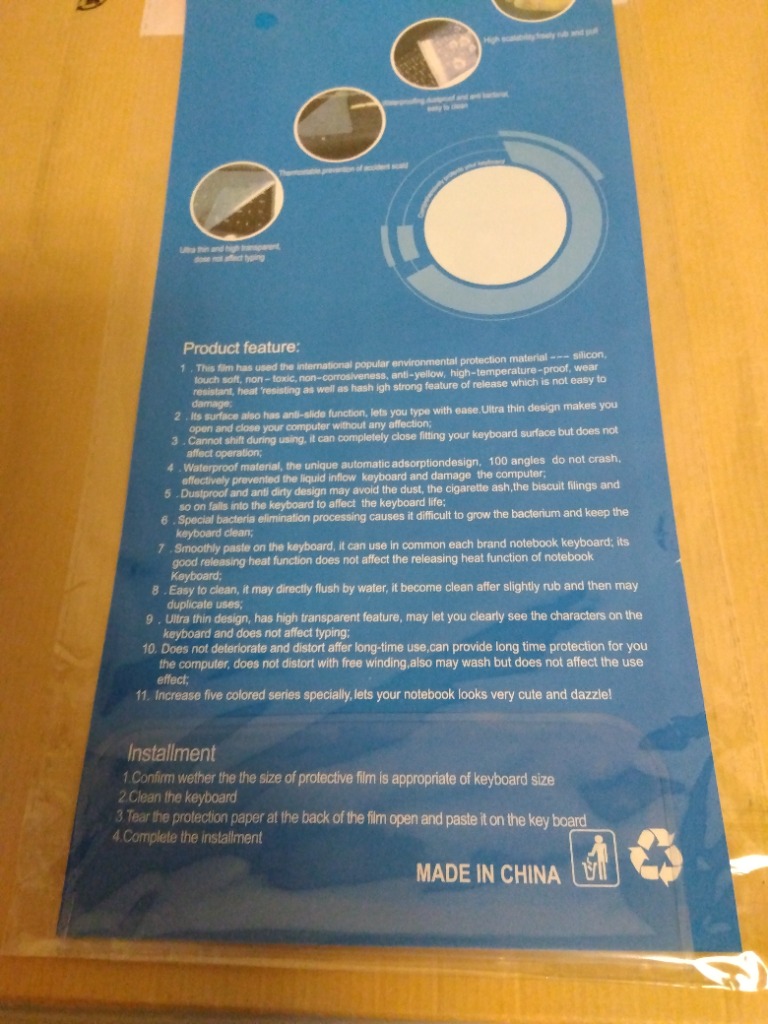 High scalability freely rub and pull
Waterproofing,dustproof and anti bacterial,
easy to clean
Thermostable,prevention of accident scald
Comprehensively protects your keyboard
Ultra thin and high transparent,
dose not affect typing
Product feature:
1 . This film has used the international popular environmental protection material --- silicon,
touch soft, non-toxic, non-corrosiveness, anti-yellow, high-temperature-proof, wear
resistant, heat 'resisting as well as hash igh strong feature of release which is not easy to
damage;
2 . Its surface also has anti-slide function, lets you type with ease.Ultra thin design makes you
open and close your computer without any affection;
3 . Cannot shift during using, it can completely close fitting your keyboard surface but does not
affect operation;
4 . Waterproof material, the unique automatic adsorptiondesign, 100 angles do not crash,
effectively prevented the liquid inflow keyboard and damage the computer;
5 . Dustproof and anti dirty design may avoid the dust, the cigarette ash,the biscuit filings and
so on falls into the keyboard to affect the keyboard life;
6 . Special bacteria elimination processing causes it difficult to grow the bacterium and keep the
keyboard clean;
7 . Smoothly paste on the keyboard, it can use in common each brand notebook keyboard; its
good releasing heat function does not affect the releasing heat function of notebook
Keyboard;
8 . Easy to clean, it may directly flush by water, it become clean affer slightly rub and then may
duplicate uses;
9 . Ultra thin design, has high transparent feature, may let you clearly see the characters on the
keyboard and does not affect typing;
10. Does not deteriorate and distort affer long-time use,can provide long time protection for you
the computer, does not distort with free winding,also may wash but does not affect the use
effect;
11. Increase five colored series specially,lets your notebook looks very cute and dazzle!
Installment
1.Confirm wether the the size of protective film is appropriate of keyboard size
2.Clean the keyboard
3.Tear the protection paper at the back of the film open and paste it on the key board
4.Complete the installment
MADE IN CHINA